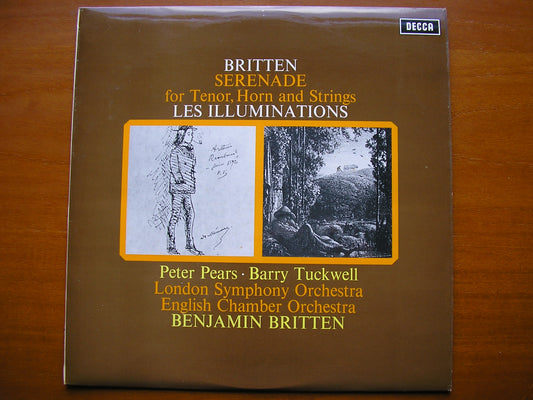 DECCA
BRITTEN
SERENADE
for Tenor, Horn and Strings
LES ILLUMINATIONS
Peter Pears · Barry Tuckwell
London Symphony Orchestra
English Chamber Orchestra
BENJAMIN BRITTEN